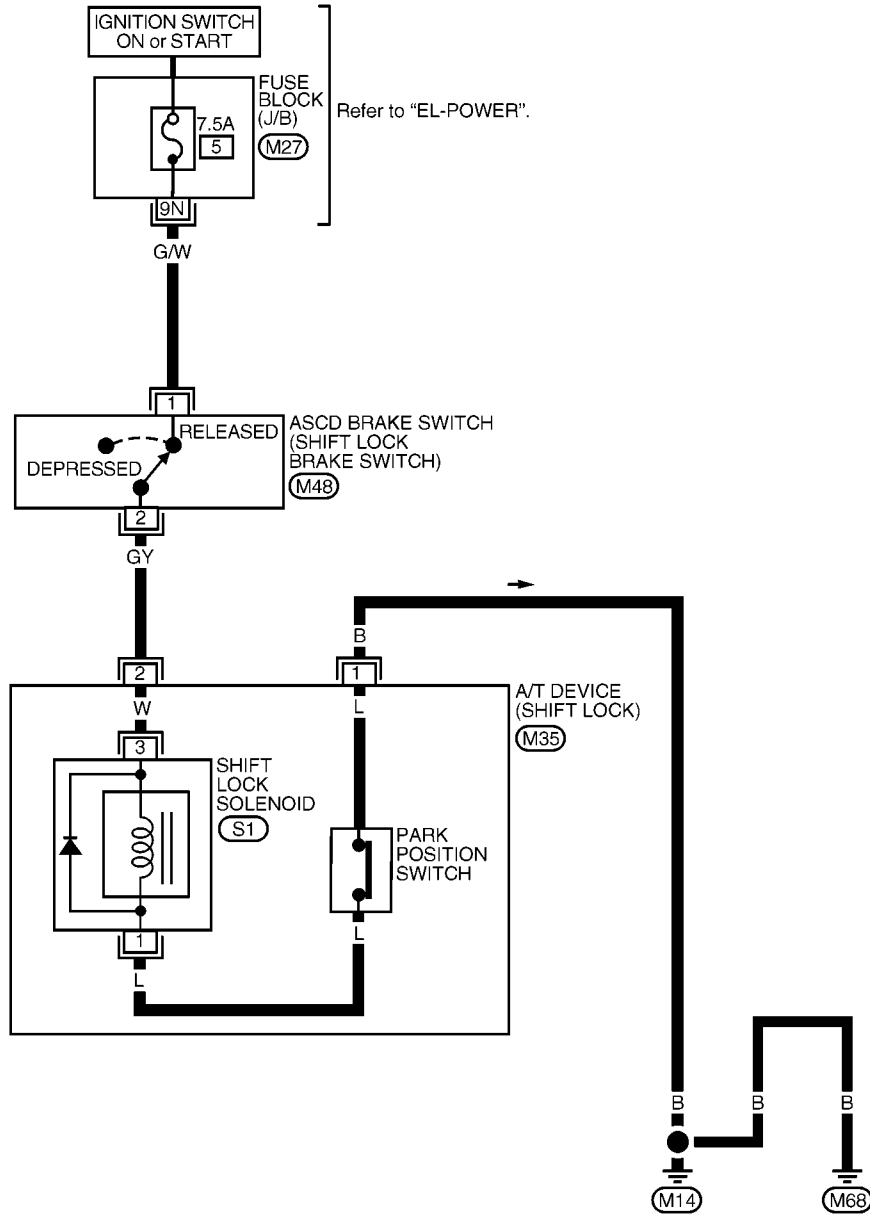 IGNITION SWITCH
ON or START
FUSE
BLOCK
(J/B)
M27
Refer to “EL-POWER”.
7.5A
5
9N
G/W
1
RELEASED
DEPRESSED
ASCD BRAKE SWITCH
(SHIFT LOCK
BRAKE SWITCH)
M48
2
GY
B
2
1
W
L
A/T DEVICE
(SHIFT LOCK)
M35
3
SHIFT
LOCK
SOLENOID
S1
PARK
POSITION
SWITCH
1
L
L
B
B
B
M14
M68